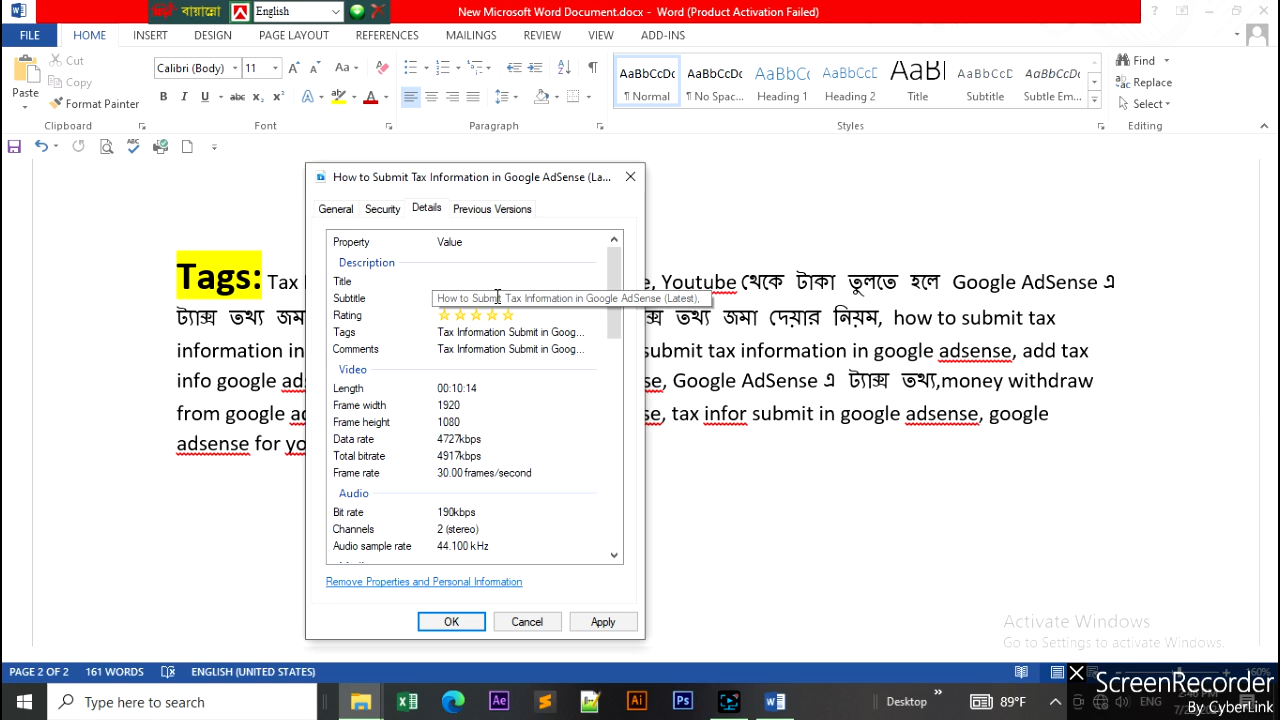 বায়ান্নো English
New Microsoft Word Document.docx - Word (Product Activation Failed)
FILE HOME INSERT DESIGN PAGE LAYOUT REFERENCES MAILINGS REVIEW VIEW ADD-INS
Paste
Cut
Copy
Format Painter
Clipboard
Calibri (Body) 11
Font
Paragraph
AaBbCcDc AaBbCcDc AaBbC AaBbCcC AaBl AaBbCcD AaBbCcDc
¶ Normal ¶ No Spac... Heading 1 Heading 2 Title Subtitle Subtle Em...
Styles
Find
Replace
Select
Editing
How to Submit Tax Information in Google AdSense (La...
General Security Details Previous Versions
Property Value
Description
Title
Subtitle
How to Submit Tax Information in Google AdSense (Latest),
Rating
Tags Tax Information Submit in Goog...
Comments Tax Information Submit in Goog...
Video
Length 00:10:14
Frame width 1920
Frame height 1080
Data rate 4727kbps
Total bitrate 4917kbps
Frame rate 30.00 frames/second
Audio
Bit rate 190kbps
Channels 2 (stereo)
Audio sample rate 44.100 kHz
Remove Properties and Personal Information
OK Cancel Apply
Tags: Tax , Youtube থেকে টাকা তুলতে হলে Google AdSense এ
ট্যাক্স তথ্য জম স তথ্য জমা দেয়ার নিয়ম, how to submit tax
information in submit tax information in google adsense, add tax
info google ad se, Google AdSense এ ট্যাক্স তথ্য,money withdraw
from google ad se, tax infor submit in google adsense, google
adsense for yo
Activate Windows
Go to Settings to activate Windows.
PAGE 2 OF 2 161 WORDS ENGLISH (UNITED STATES) 160%
Type here to search
Desktop 89°F
ScreenRecorder
By CyberLink